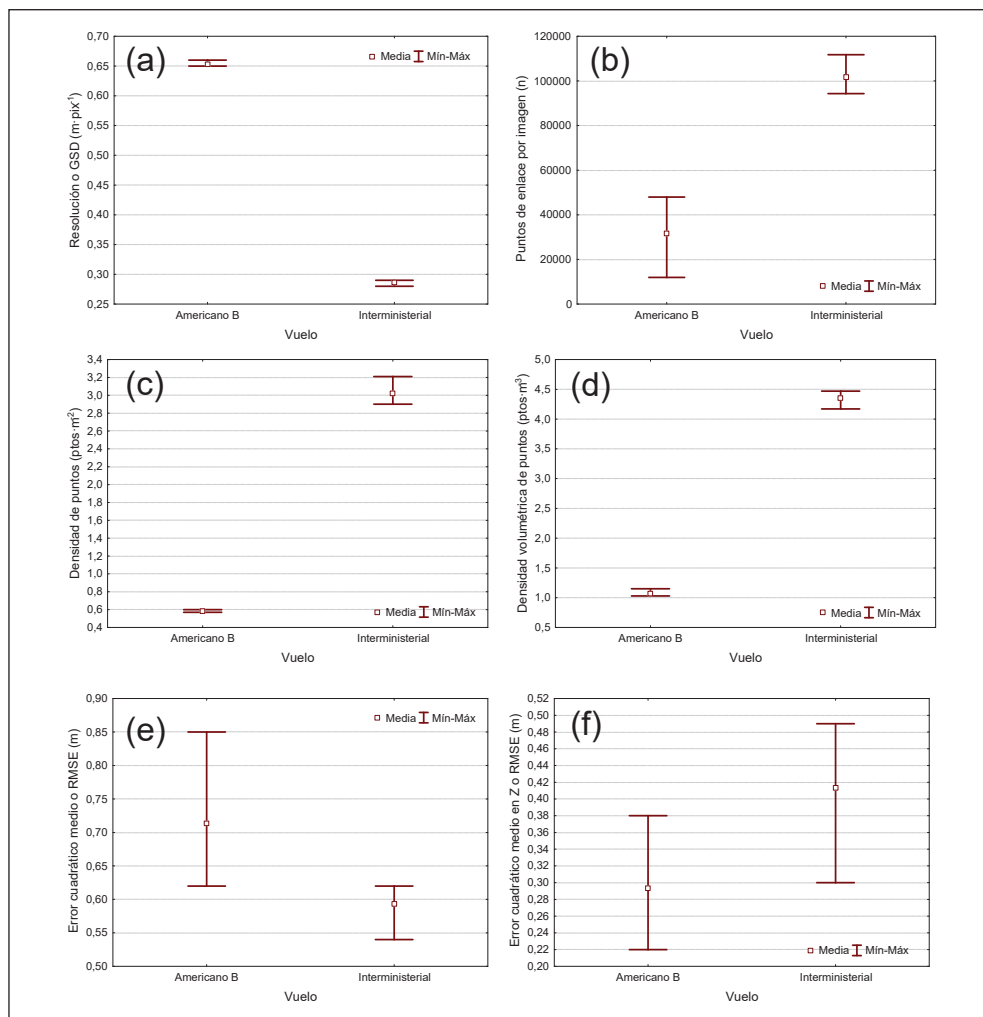 (a)
Resolución o GSD (m·pix⁻¹)
0,70
0,65
0,60
0,55
0,50
0,45
0,40
0,35
0,30
0,25
Media Mín-Máx
Americano B Interministerial
Vuelo
(b)
Puntos de enlace por imagen (n)
120000
100000
80000
60000
40000
20000
0
Media Mín-Máx
Americano B Interministerial
Vuelo
(c)
Densidad de puntos (ptos·m²)
3,4
3,2
3,0
2,8
2,6
2,4
2,2
2,0
1,8
1,6
1,4
1,2
1,0
0,8
0,6
0,4
Media Mín-Máx
Americano B Interministerial
Vuelo
(d)
Densidad volumétrica de puntos (ptos·m³)
5,0
4,5
4,0
3,5
3,0
2,5
2,0
1,5
1,0
0,5
Media Mín-Máx
Americano B Interministerial
Vuelo
(e)
Error cuadrático medio o RMSE (m)
0,90
0,85
0,80
0,75
0,70
0,65
0,60
0,55
0,50
Media Mín-Máx
Americano B Interministerial
Vuelo
(f)
Error cuadrático medio en Z o RMSE (m)
0,52
0,50
0,48
0,46
0,44
0,42
0,40
0,38
0,36
0,34
0,32
0,30
0,28
0,26
0,24
0,22
0,20
Media Mín-Máx
Americano B Interministerial
Vuelo